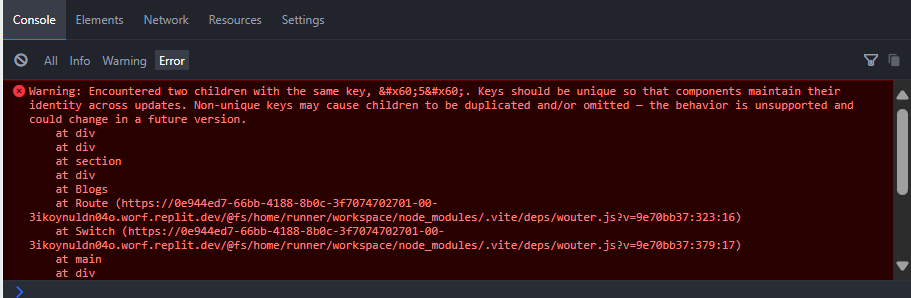 Console Elements Network Resources Settings
All Info Warning Error
Warning: Encountered two children with the same key, &#x60;5&#x60;. Keys should be unique so that components maintain their
identity across updates. Non-unique keys may cause children to be duplicated and/or omitted — the behavior is unsupported and
could change in a future version.
at div
at div
at section
at div
at Blogs
at Route (https://0e944ed7-66bb-4188-8b0c-3f7074702701-00-
3ikoynuldn04o.worf.replit.dev/@fs/home/runner/workspace/node_modules/.vite/deps/wouter.js?v=9e70bb37:323:16)
at Switch (https://0e944ed7-66bb-4188-8b0c-3f7074702701-00-
3ikoynuldn04o.worf.replit.dev/@fs/home/runner/workspace/node_modules/.vite/deps/wouter.js?v=9e70bb37:379:17)
at main
at div